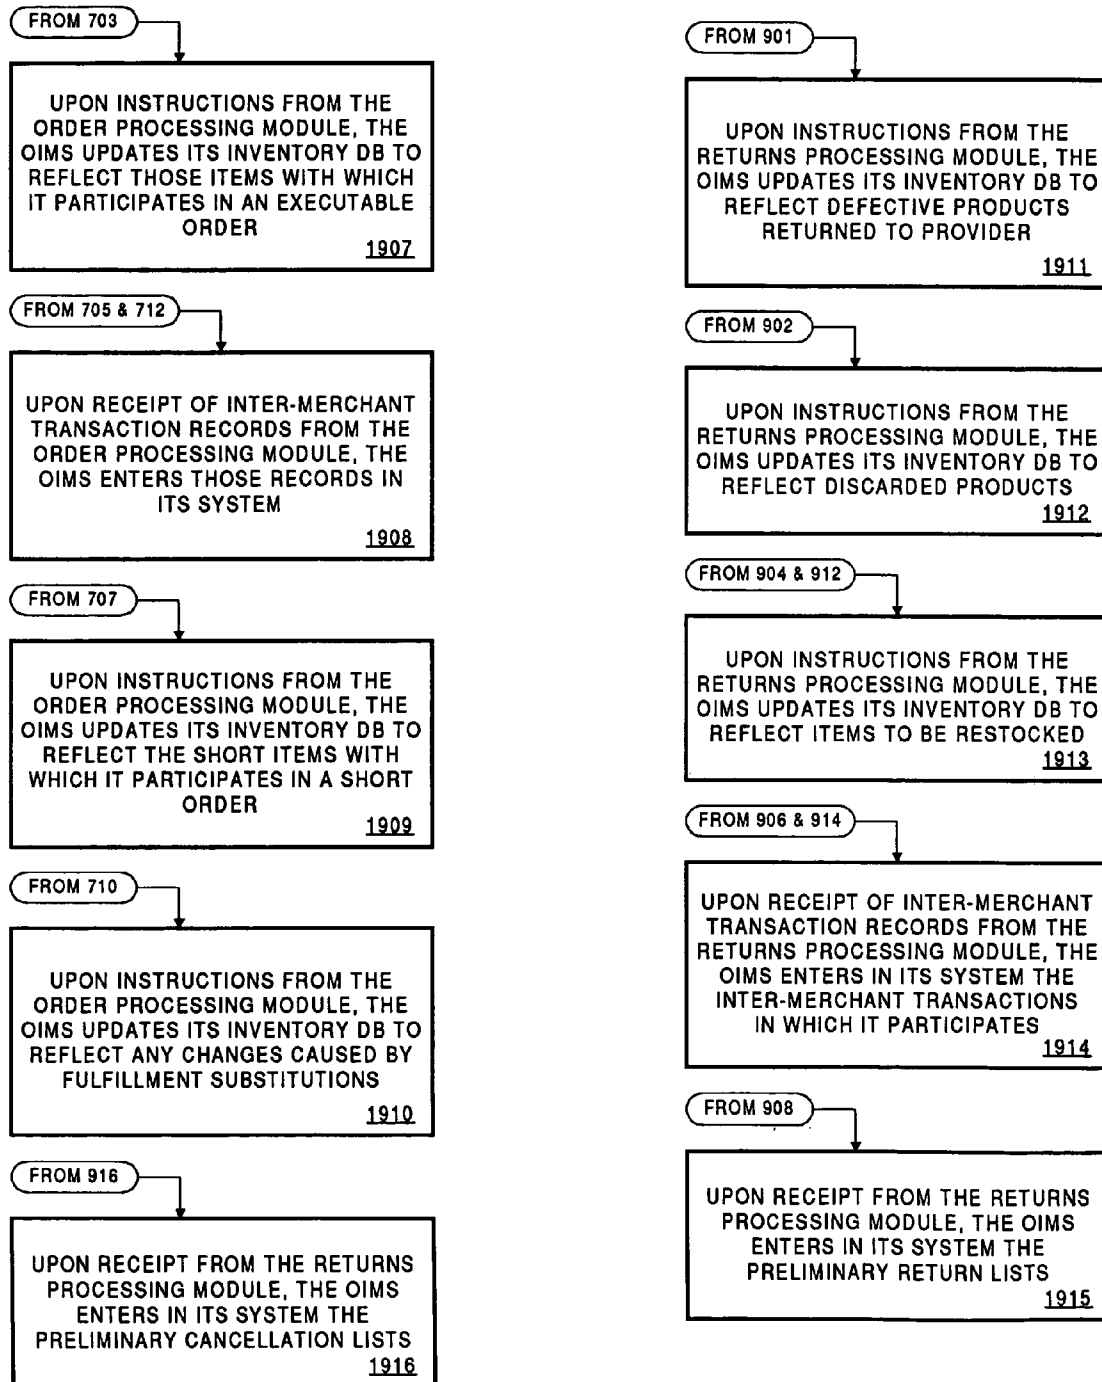 FROM 703
UPON INSTRUCTIONS FROM THE
ORDER PROCESSING MODULE, THE
OIMS UPDATES ITS INVENTORY DB TO
REFLECT THOSE ITEMS WITH WHICH
IT PARTICIPATES IN AN EXECUTABLE
ORDER
1907
FROM 705 & 712
UPON RECEIPT OF INTER-MERCHANT
TRANSACTION RECORDS FROM THE
ORDER PROCESSING MODULE, THE
OIMS ENTERS THOSE RECORDS IN
ITS SYSTEM
1908
FROM 707
UPON INSTRUCTIONS FROM THE
ORDER PROCESSING MODULE, THE
OIMS UPDATES ITS INVENTORY DB TO
REFLECT THE SHORT ITEMS WITH
WHICH IT PARTICIPATES IN A SHORT
ORDER
1909
FROM 710
UPON INSTRUCTIONS FROM THE
ORDER PROCESSING MODULE, THE
OIMS UPDATES ITS INVENTORY DB TO
REFLECT ANY CHANGES CAUSED BY
FULFILLMENT SUBSTITUTIONS
1910
FROM 916
UPON RECEIPT FROM THE RETURNS
PROCESSING MODULE, THE OIMS
ENTERS IN ITS SYSTEM THE
PRELIMINARY CANCELLATION LISTS
1916
FROM 901
UPON INSTRUCTIONS FROM THE
RETURNS PROCESSING MODULE, THE
OIMS UPDATES ITS INVENTORY DB TO
REFLECT DEFECTIVE PRODUCTS
RETURNED TO PROVIDER
1911
FROM 902
UPON INSTRUCTIONS FROM THE
RETURNS PROCESSING MODULE, THE
OIMS UPDATES ITS INVENTORY DB TO
REFLECT DISCARDED PRODUCTS
1912
FROM 904 & 912
UPON INSTRUCTIONS FROM THE
RETURNS PROCESSING MODULE, THE
OIMS UPDATES ITS INVENTORY DB TO
REFLECT ITEMS TO BE RESTOCKED
1913
FROM 906 & 914
UPON RECEIPT OF INTER-MERCHANT
TRANSACTION RECORDS FROM THE
RETURNS PROCESSING MODULE, THE
OIMS ENTERS IN ITS SYSTEM THE
INTER-MERCHANT TRANSACTIONS
IN WHICH IT PARTICIPATES
1914
FROM 908
UPON RECEIPT FROM THE RETURNS
PROCESSING MODULE, THE OIMS
ENTERS IN ITS SYSTEM THE
PRELIMINARY RETURN LISTS
1915